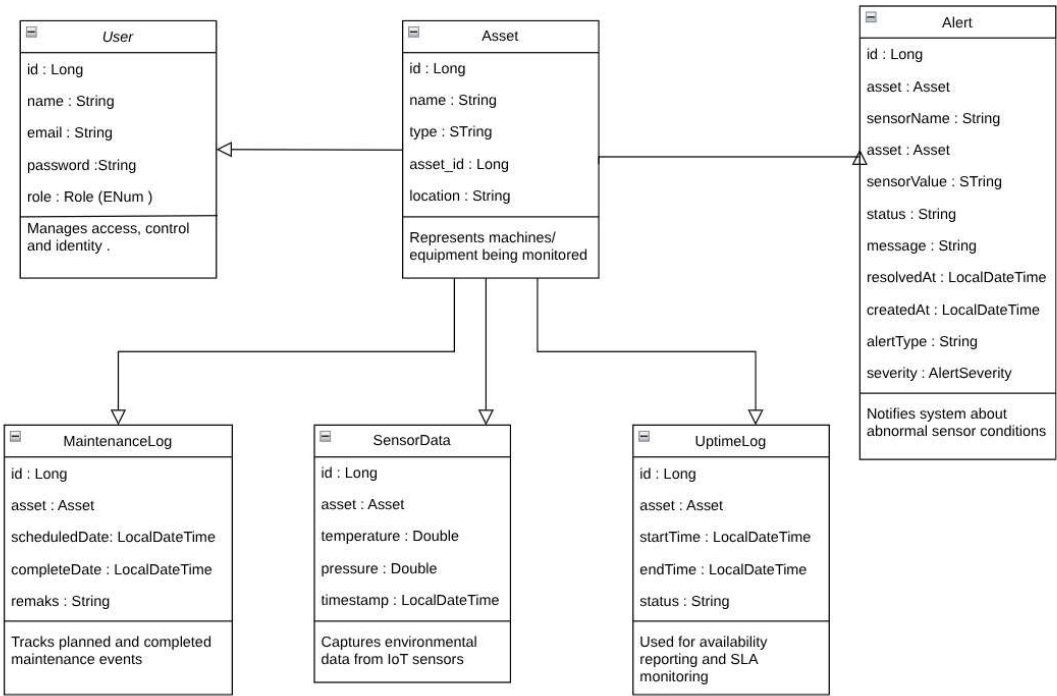 User
id : Long
name : String
email : String
password :String
role : Role (ENum )
Manages access, control
and identity .
Asset
id : Long
name : String
type : STring
asset_id : Long
location : String
Represents machines/
equipment being monitored
Alert
id : Long
asset : Asset
sensorName : String
asset : Asset
sensorValue : STring
status : String
message : String
resolvedAt : LocalDateTime
createdAt : LocalDateTime
alertType : String
severity : AlertSeverity
Notifies system about
abnormal sensor conditions
MaintenanceLog
id : Long
asset : Asset
scheduledDate: LocalDateTime
completeDate : LocalDateTime
remaks : String
Tracks planned and completed
maintenance events
SensorData
id : Long
asset : Asset
temperature : Double
pressure : Double
timestamp : LocalDateTime
Captures environmental
data from IoT sensors
UptimeLog
id : Long
asset : Asset
startTime : LocalDateTime
endTime : LocalDateTime
status : String
Used for availability
reporting and SLA
monitoring